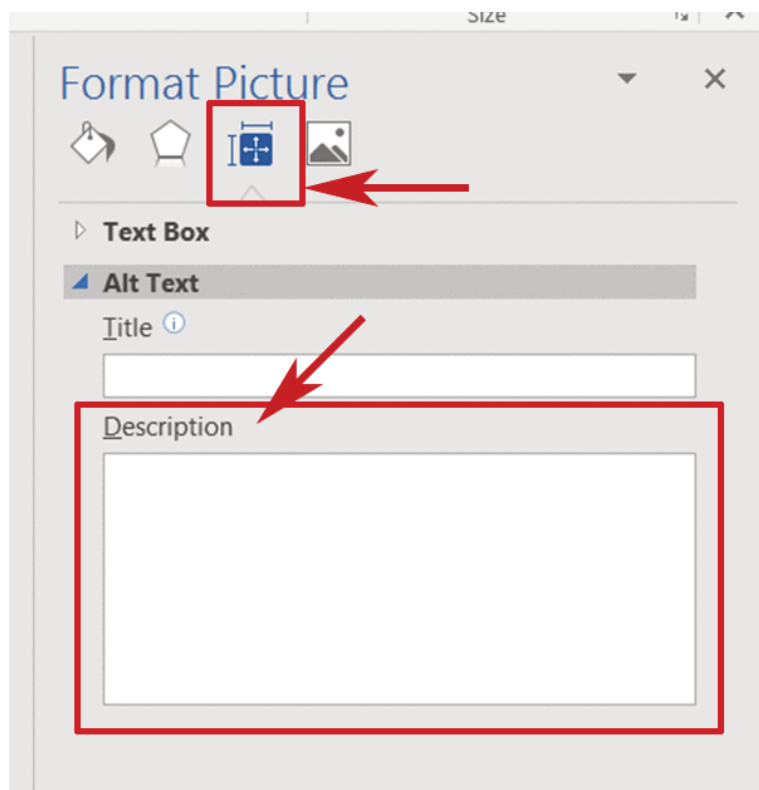 Size
Format Picture
Text Box
Alt Text
Title
Description